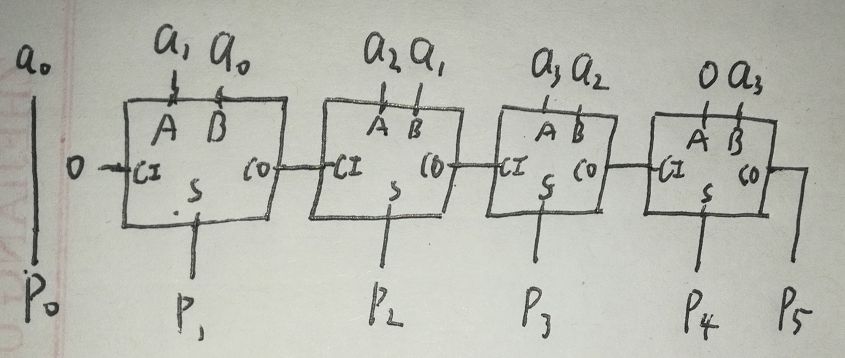 a₀ a₁ a₀ a₂ a₁ a₃ a₂ 0 a₃
A B A B A B A B
0 CI CO CI CO CI CO CI CO
S S S S
P₀ P₁ P₂ P₃ P₄ P₅